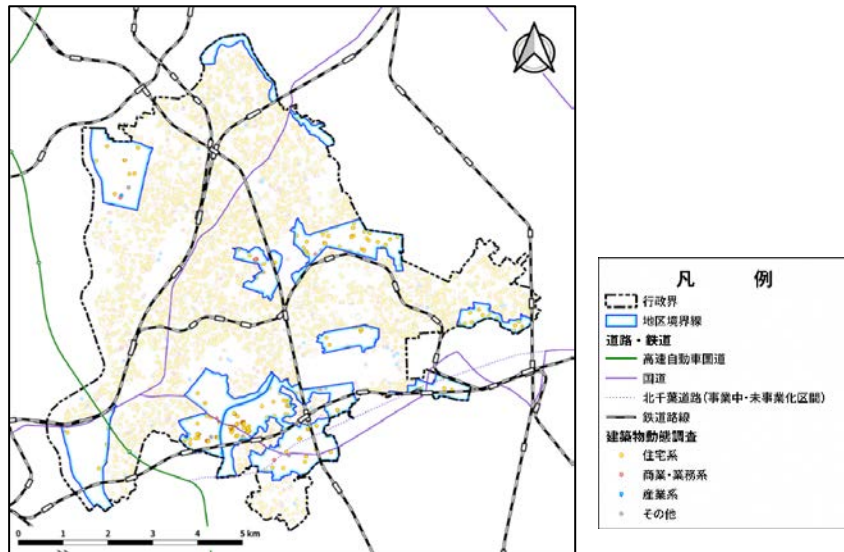 0 1 2 3 4 5 km
凡 例
行政界
地区境界線
道路・鉄道
高速自動車国道
国道
北千葉道路(事業中・未事業化区間)
鉄道路線
建築物動態調査
住宅系
商業・業務系
産業系
その他